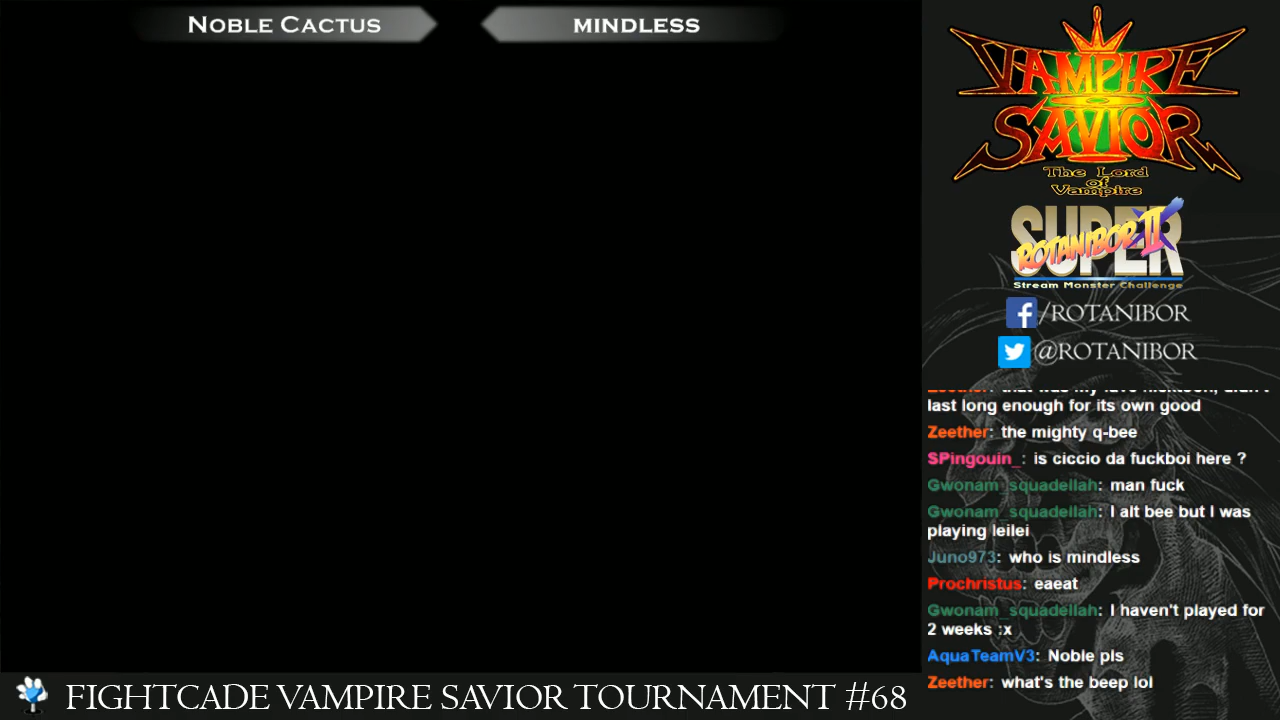 NOBLE CACTUS
MINDLESS
VAMPIRE
SAVIOR
The Lord
of
Vampire
SUPER
ROTANIBOR II X
Stream Monster Challenge
f/ROTANIBOR
@ROTANIBOR
last long enough for its own good
Zeether: the mighty q-bee
SPingouin_: is ciccio da fuckboi here ?
Gwonam_squadellah: man fuck
Gwonam_squadellah: I alt bee but I was
playing leilei
Juno973: who is mindless
Prochristus: eaeat
Gwonam_squadellah: I haven't played for
2 weeks :x
AquaTeamV3: Noble pls
Zeether: what's the beep lol
FIGHTCADE VAMPIRE SAVIOR TOURNAMENT #68